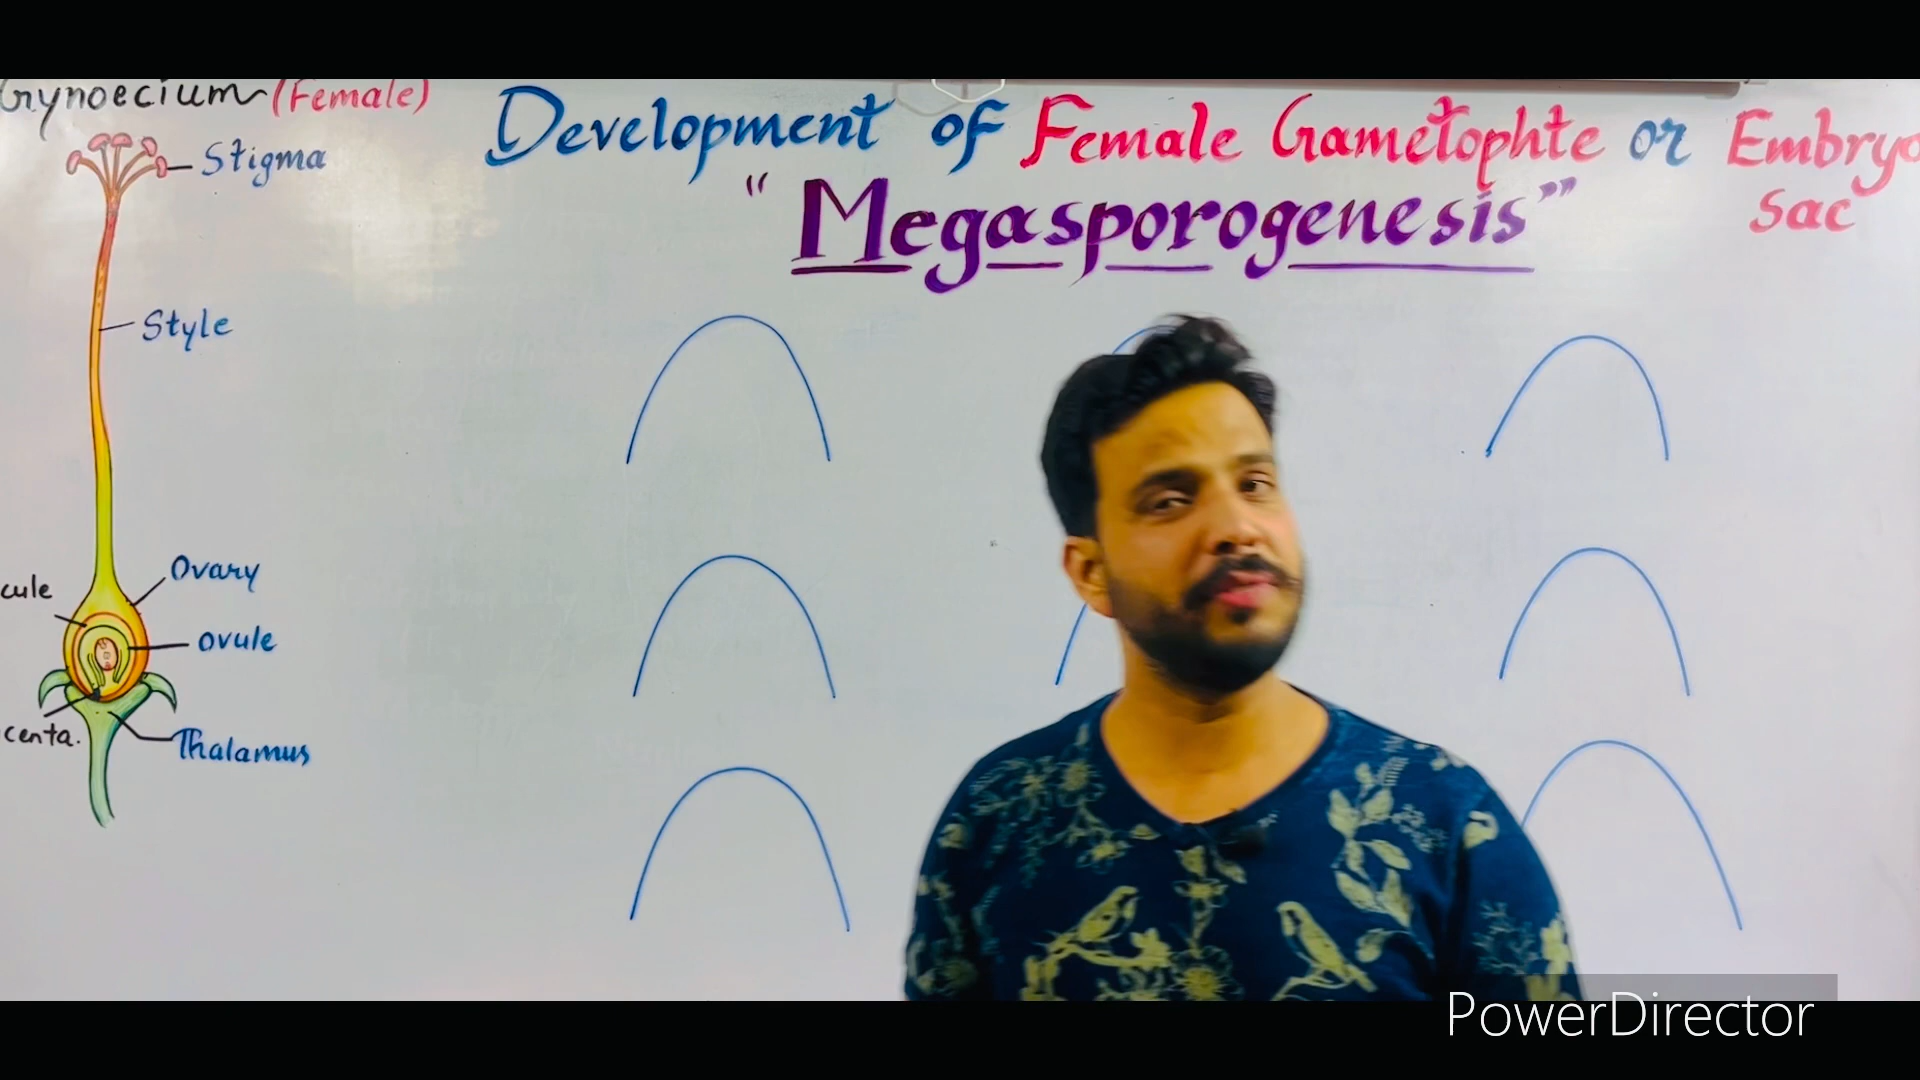 Gynoecium (Female)
Development of Female Gametophte or Embryo
Sac
"Megasporogenesis"
Stigma
Style
Ovary
cule
ovule
centa.
Thalamus
PowerDirector